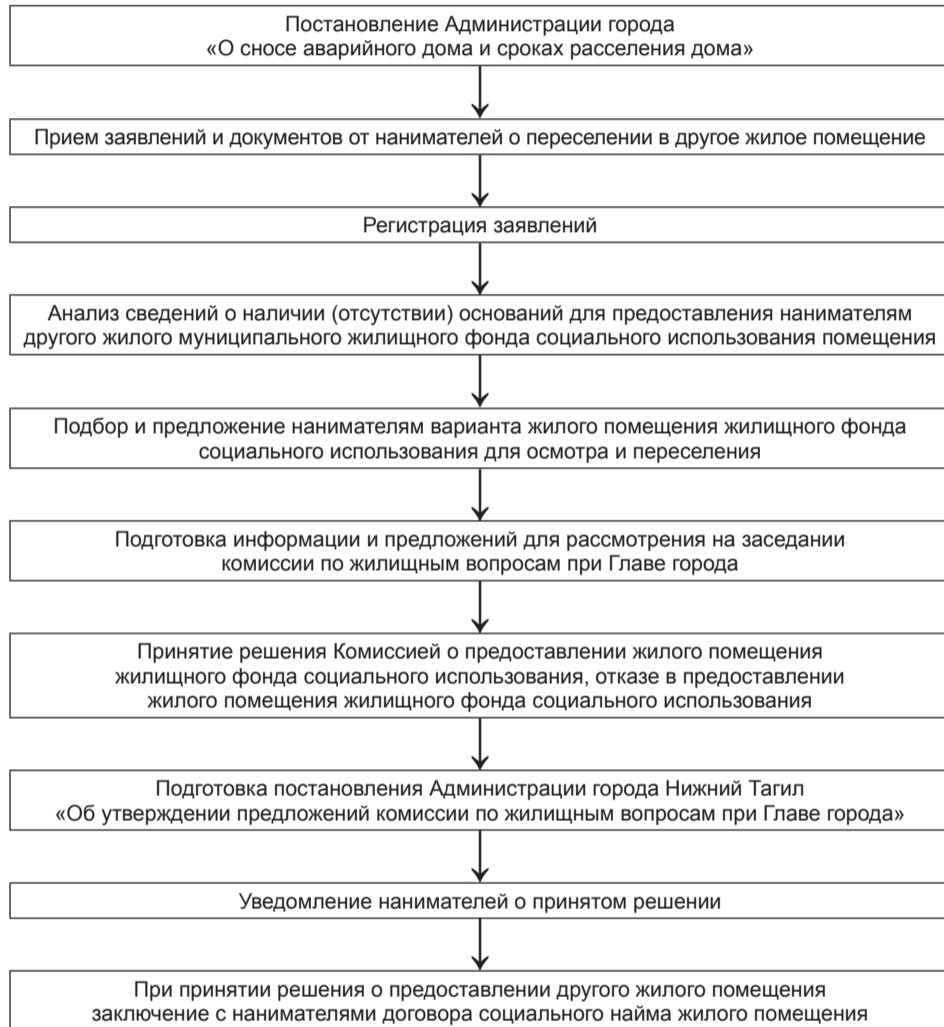 Постановление Администрации города
«О сносе аварийного дома и сроках расселения дома»
Прием заявлений и документов от нанимателей о переселении в другое жилое помещение
Регистрация заявлений
Анализ сведений о наличии (отсутствии) оснований для предоставления нанимателям
другого жилого муниципального жилищного фонда социального использования помещения
Подбор и предложение нанимателям варианта жилого помещения жилищного фонда
социального использования для осмотра и переселения
Подготовка информации и предложений для рассмотрения на заседании
комиссии по жилищным вопросам при Главе города
Принятие решения Комиссией о предоставлении жилого помещения
жилищного фонда социального использования, отказе в предоставлении
жилого помещения жилищного фонда социального использования
Подготовка постановления Администрации города Нижний Тагил
«Об утверждении предложений комиссии по жилищным вопросам при Главе города»
Уведомление нанимателей о принятом решении
При принятии решения о предоставлении другого жилого помещения
заключение с нанимателями договора социального найма жилого помещения